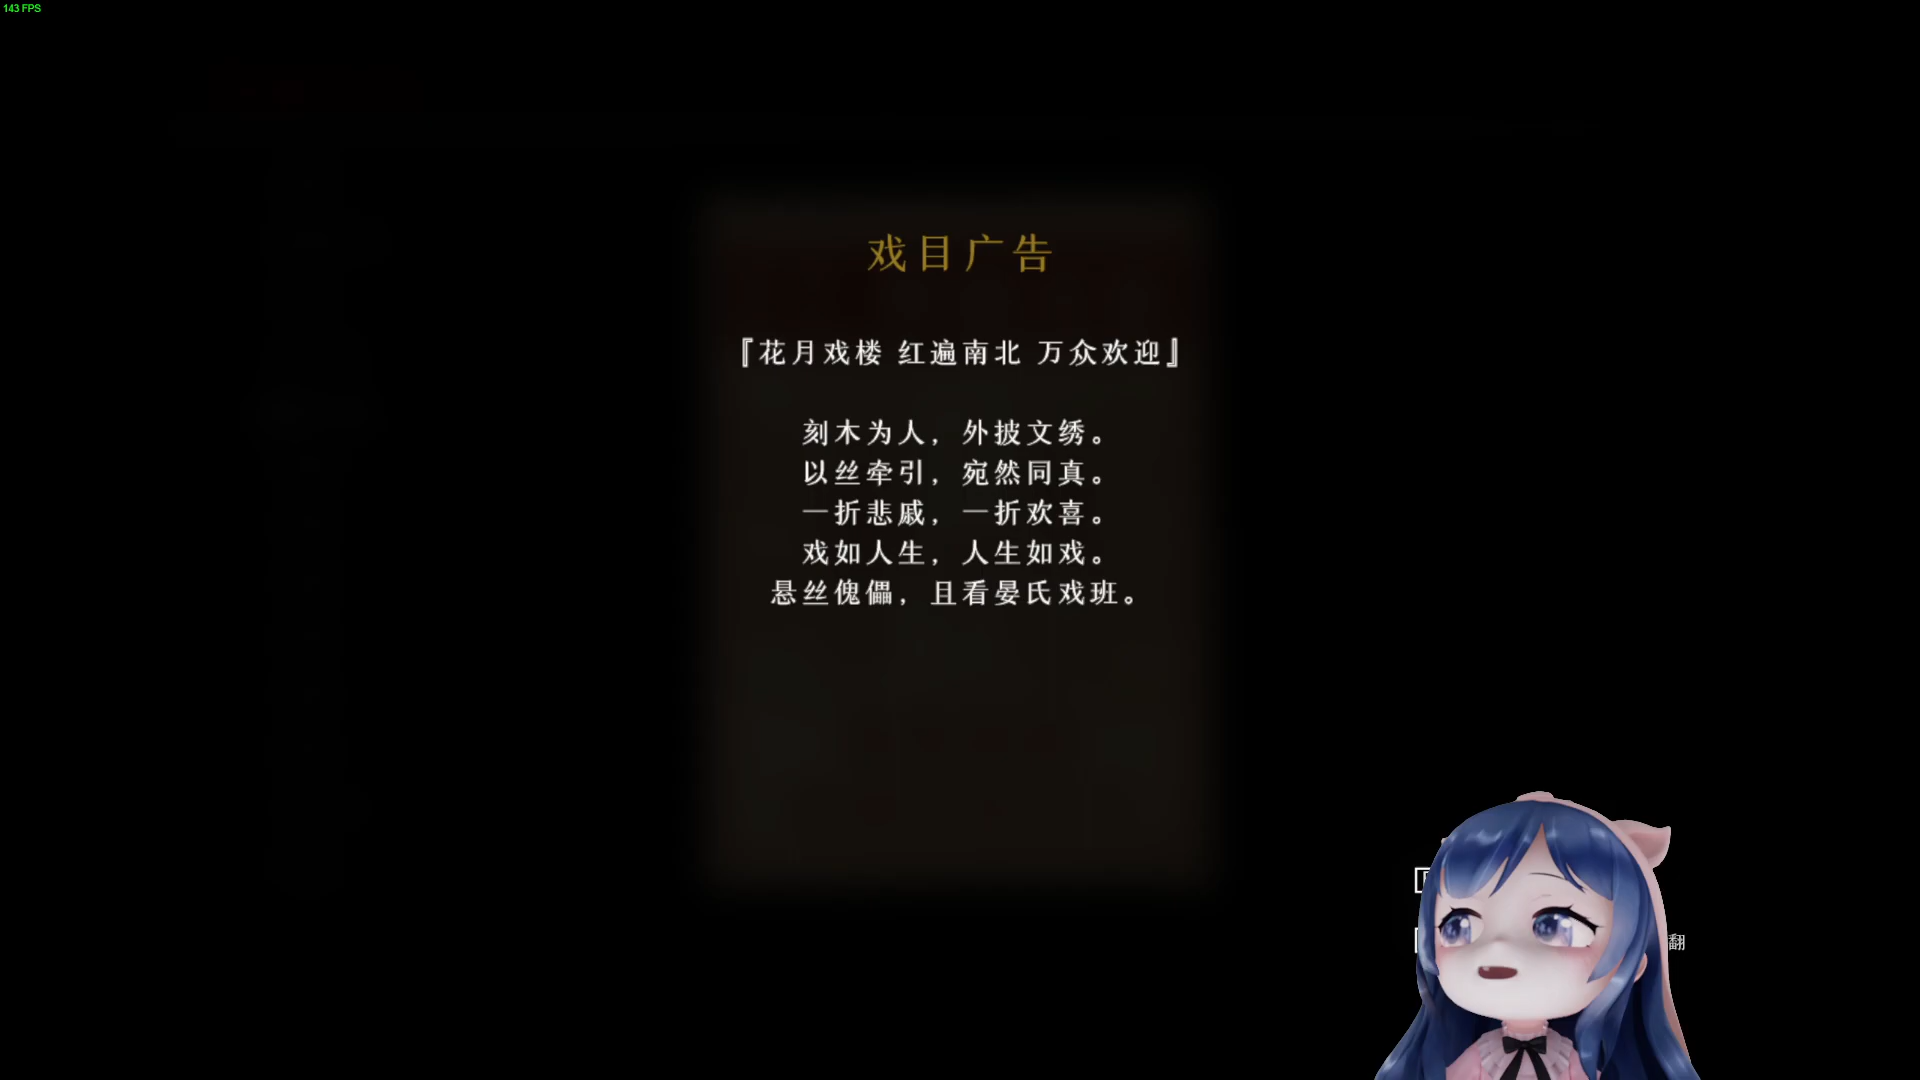 143 FPS
戏目广告
『花月戏楼 红遍南北 万众欢迎』
刻木为人，外披文绣。
以丝牵引，宛然同真。
一折悲戚，一折欢喜。
戏如人生，人生如戏。
悬丝傀儡，且看晏氏戏班。
翻